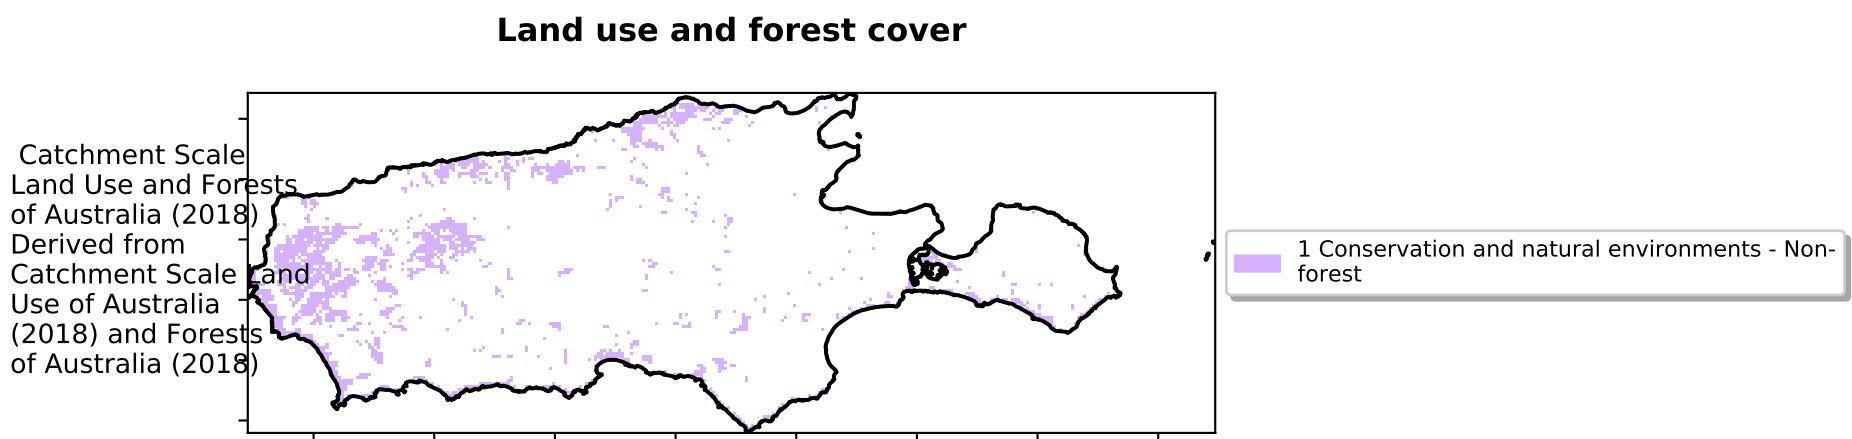 Land use and forest cover
Catchment Scale
Land Use and Forests
of Australia (2018)
Derived from
Catchment Scale Land
Use of Australia
(2018) and Forests
of Australia (2018)
1 Conservation and natural environments - Non-
forest